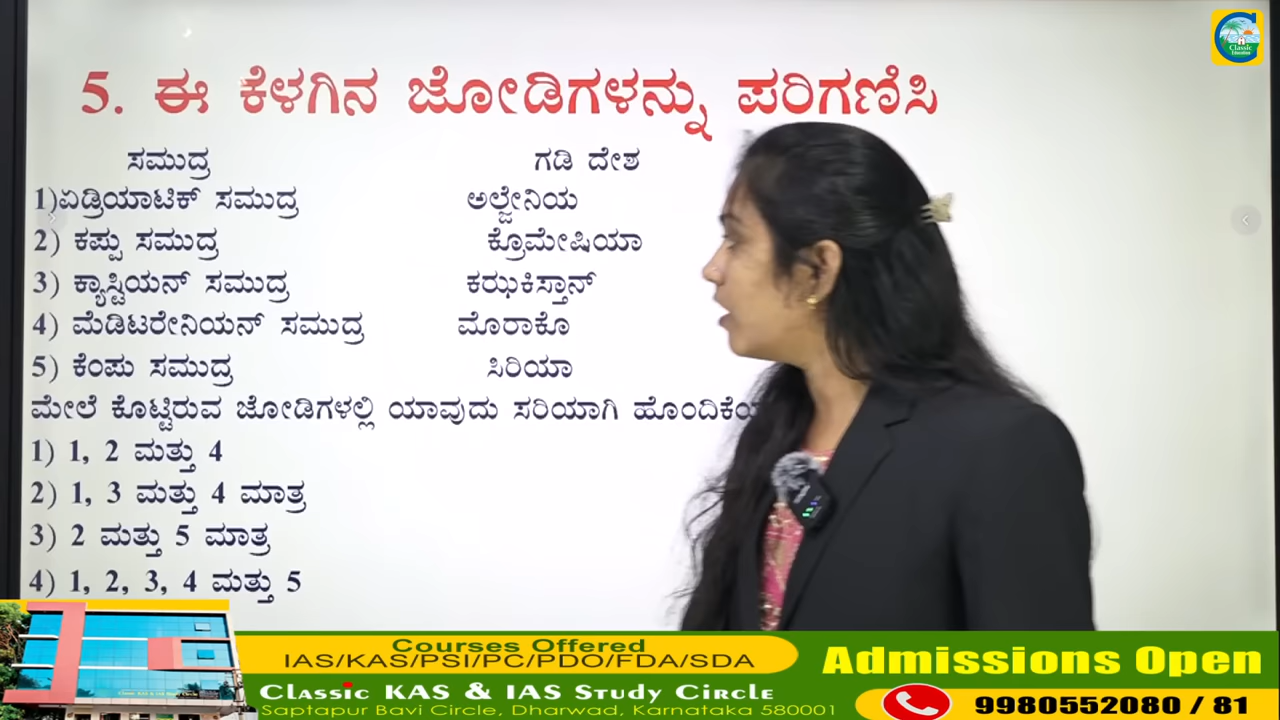 Classic
Education
5. ಈ ಕೆಳಗಿನ ಜೋಡಿಗಳನ್ನು ಪರಿಗಣಿಸಿ
ಸಮುದ್ರ ಗಡಿ ದೇಶ
1)ಏಡ್ರಿಯಾಟಿಕ್ ಸಮುದ್ರ ಅಲ್ಜೇನಿಯ
2) ಕಪ್ಪು ಸಮುದ್ರ ಕ್ರೊಮೇಷಿಯಾ
3) ಕ್ಯಾಸ್ಟಿಯನ್ ಸಮುದ್ರ ಕಝಕಿಸ್ತಾನ್
4) ಮೆಡಿಟರೇನಿಯನ್ ಸಮುದ್ರ ಮೊರಾಕೊ
5) ಕೆಂಪು ಸಮುದ್ರ ಸಿರಿಯಾ
ಮೇಲೆ ಕೊಟ್ಟಿರುವ ಜೋಡಿಗಳಲ್ಲಿ ಯಾವುದು ಸರಿಯಾಗಿ
1) 1, 2 ಮತ್ತು 4
2) 1, 3 ಮತ್ತು 4 ಮಾತ್ರ
3) 2 ಮತ್ತು 5 ಮಾತ್ರ
4) 1, 2, 3, 4 ಮತ್ತು 5
Courses Offered
IAS/KAS/PSI/PC/PDO/FDA/SDA
Classic KAS & IAS Study Circle
Saptapur Bavi Circle, Dharwad, Karnataka 580001
Admissions Open
9980552080 / 81